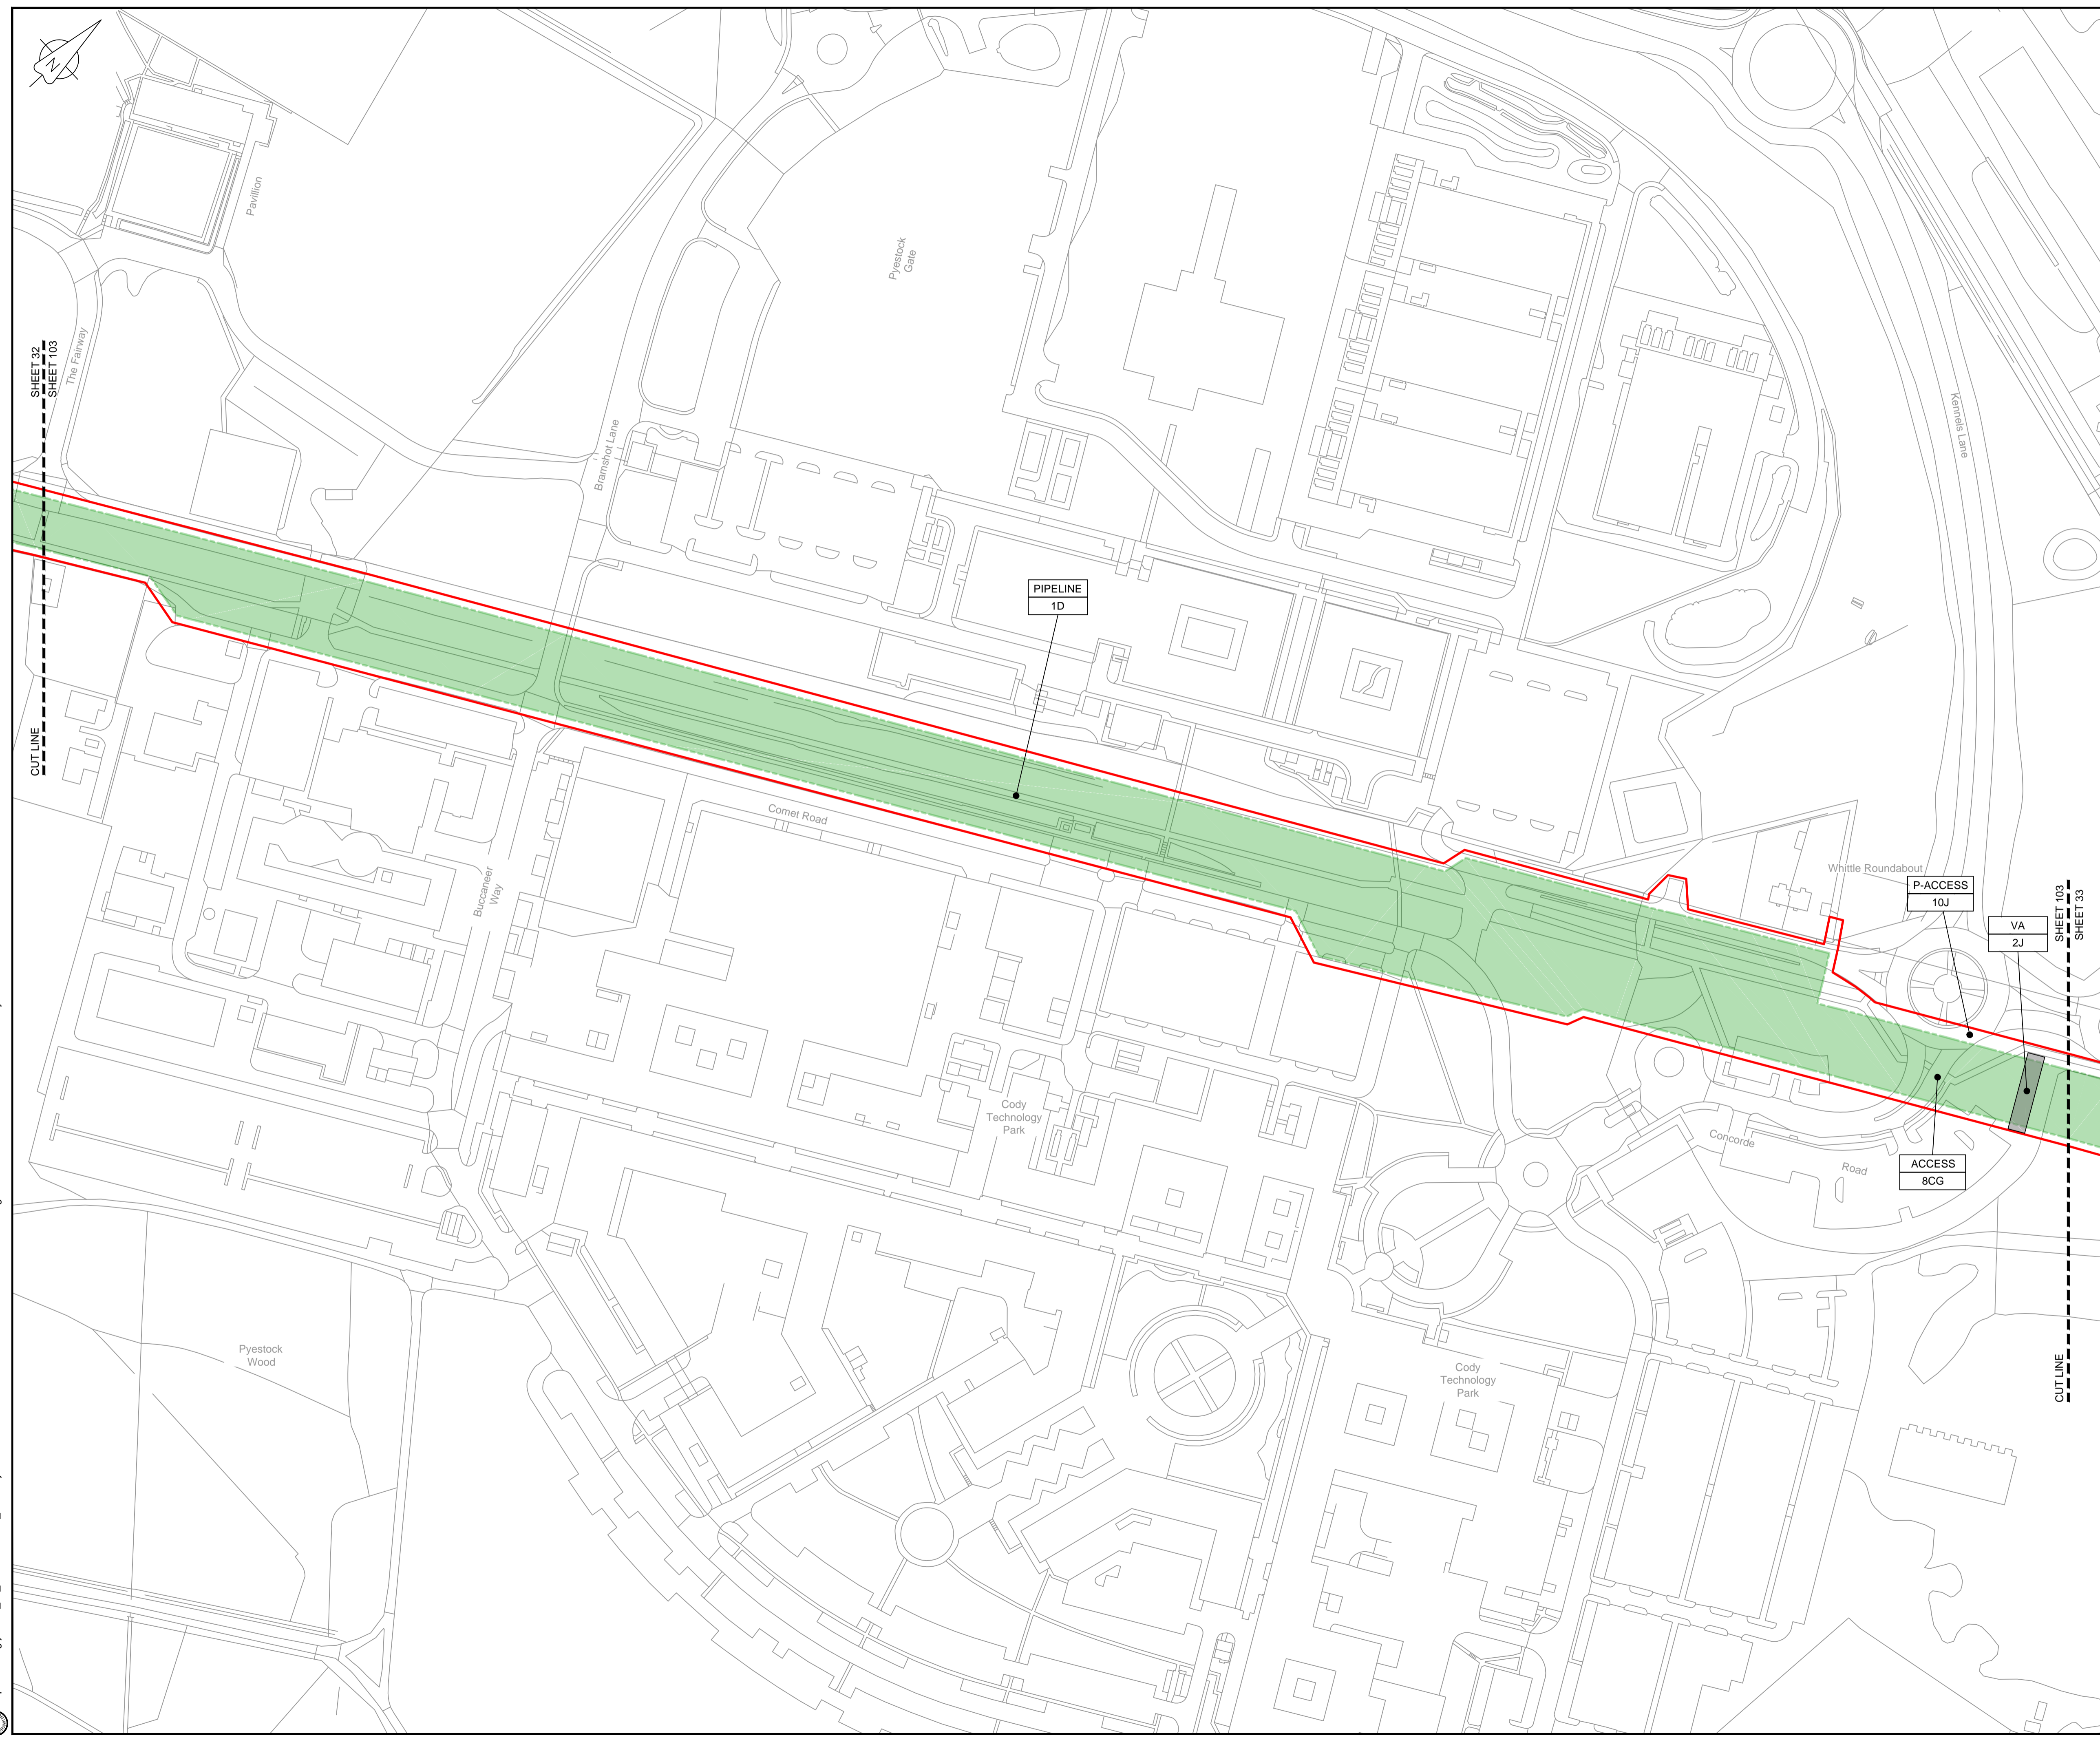 N
Pavillion
Pyestock
Gate
SHEET 32
SHEET 103
The Fairway
CUT LINE
Bramshot Lane
Kennels Lane
PIPELINE
1D
Comet Road
Buccaneer
Way
Whittle Roundabout
P-ACCESS
10J
VA
2J
SHEET 103
SHEET 33
Cody
Technology
Park
Concorde
Road
ACCESS
8CG
Pyestock
Wood
Cody
Technology
Park
CUT LINE